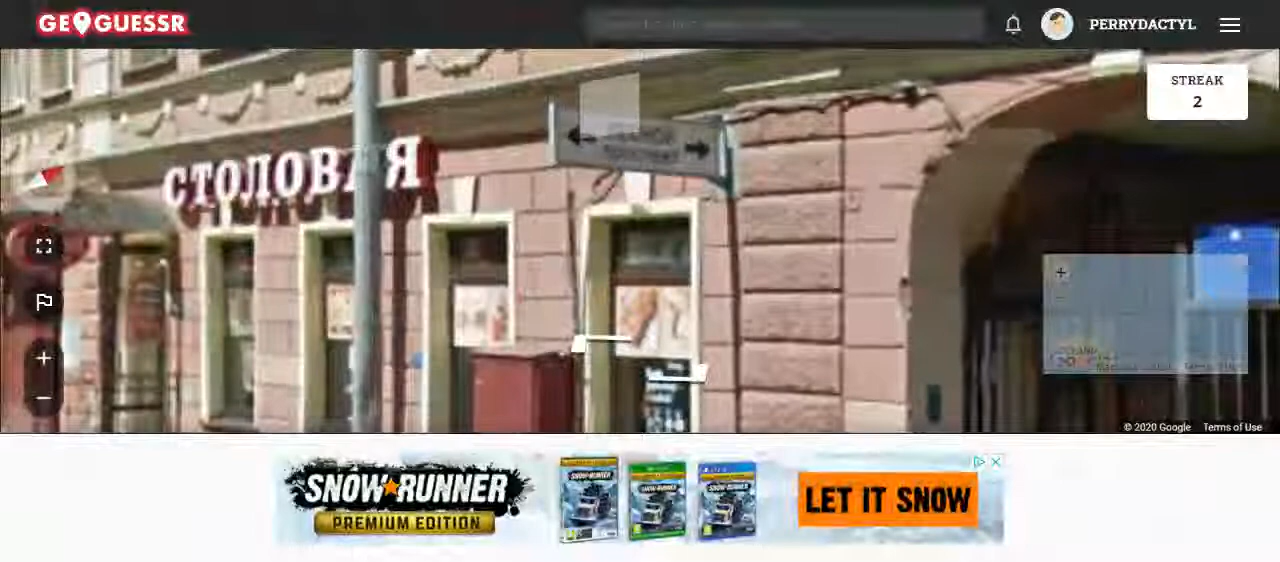 GEOGUESSR
PERRYDACTYL
STREAK
2
СТОЛОВАЯ
© 2020 Google
Terms of Use
SNOWRUNNER
PREMIUM EDITION
LET IT SNOW